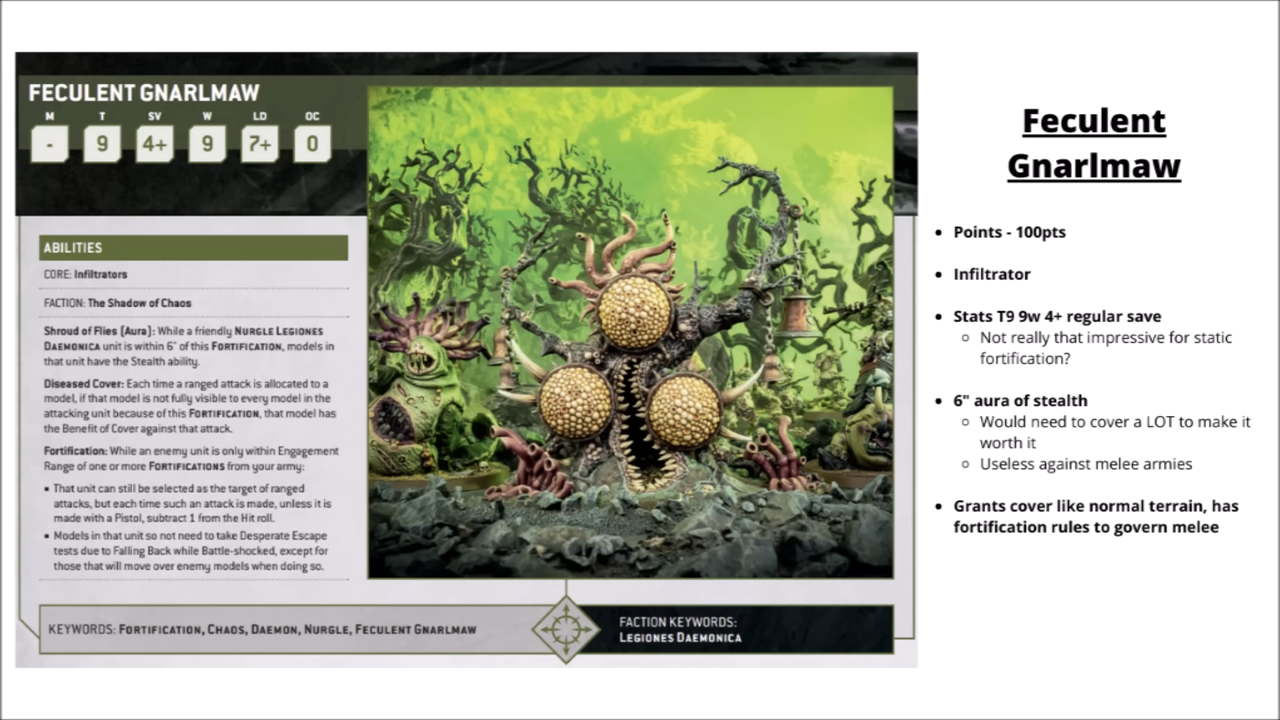 FECULENT GNARLMAW
M T SV W LD OC
- 9 4+ 9 7+ 0
ABILITIES
CORE: Infiltrators
FACTION: The Shadow of Chaos
Shroud of Flies (Aura): While a friendly NURGLE LEGIONES
DAEMONICA unit is within 6" of this FORTIFICATION, models in
that unit have the Stealth ability.
Diseased Cover: Each time a ranged attack is allocated to a
model, if that model is not fully visible to every model in the
attacking unit because of this FORTIFICATION, that model has
the Benefit of Cover against that attack.
Fortification: While an enemy unit is only within Engagement
Range of one or more FORTIFICATIONS from your army:
▪ That unit can still be selected as the target of ranged
attacks, but each time such an attack is made, unless it is
made with a Pistol, subtract 1 from the Hit roll.
▪ Models in that unit so not need to take Desperate Escape
tests due to Falling Back while Battle-shocked, except for
those that will move over enemy models when doing so.
KEYWORDS: FORTIFICATION, CHAOS, DAEMON, NURGLE, FECULENT GNARLMAW
FACTION KEYWORDS:
LEGIONES DAEMONICA
Feculent
Gnarlmaw
• Points - 100pts
• Infiltrator
• Stats T9 9w 4+ regular save
○ Not really that impressive for static
fortification?
• 6" aura of stealth
○ Would need to cover a LOT to make it
worth it
○ Useless against melee armies
• Grants cover like normal terrain, has
fortification rules to govern melee